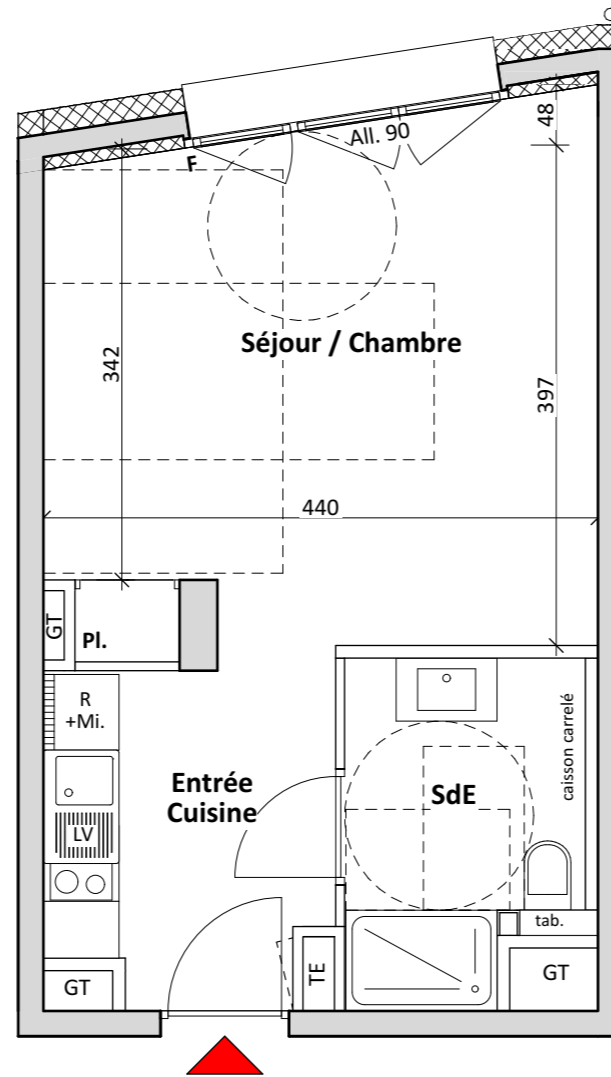 48
All. 90
F
Séjour / Chambre
342
397
440
GT
Pl.
R
+Mi.
caisson carrelé
Entrée
Cuisine
SdE
LV
tab.
GT
TE
GT